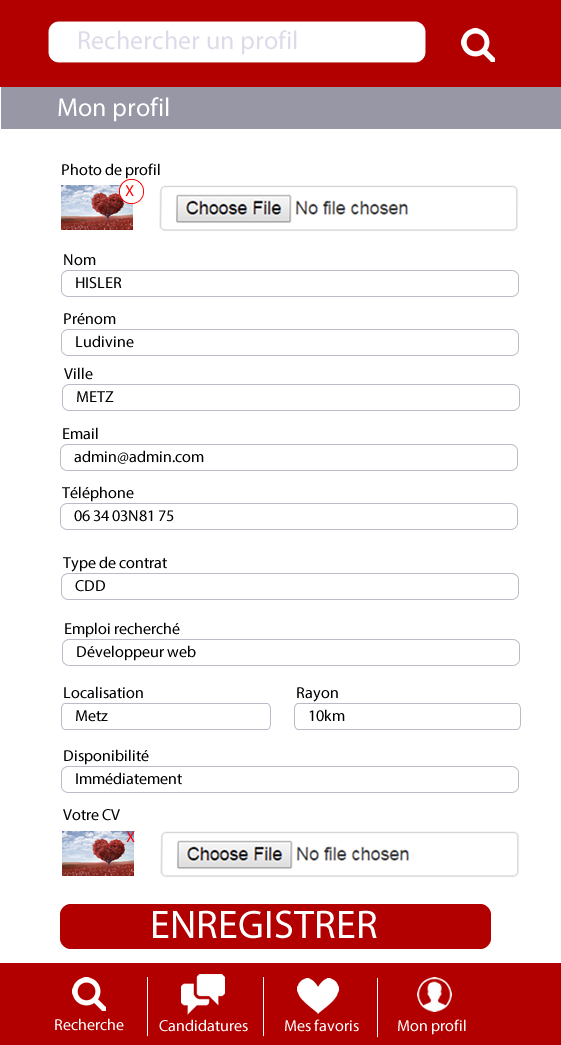 Rechercher un profil
Mon profil
Photo de profil
X
Choose File No file chosen
Nom
HISLER
Prénom
Ludivine
Ville
METZ
Email
admin@admin.com
Téléphone
06 34 03N81 75
Type de contrat
CDD
Emploi recherché
Développeur web
Localisation Rayon
Metz 10km
Disponibilité
Immédiatement
Votre CV
X
Choose File No file chosen
ENREGISTRER
Recherche Candidatures Mes favoris Mon profil